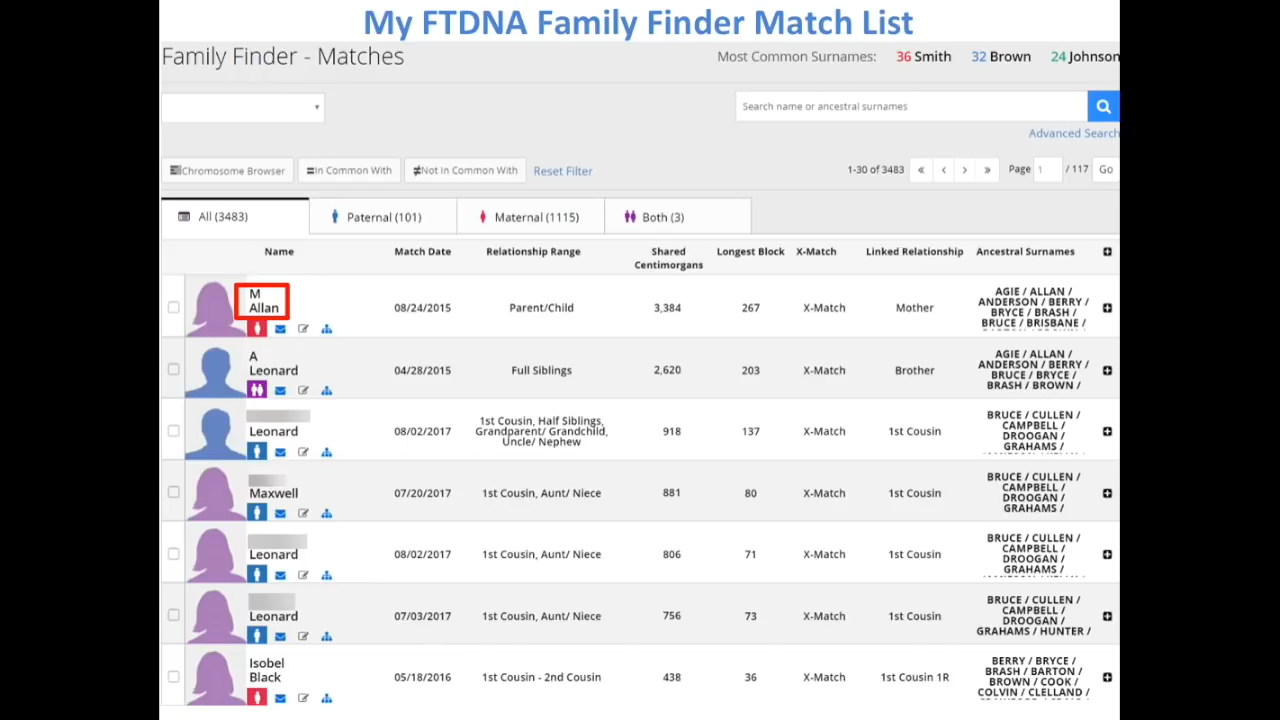 My FTDNA Family Finder Match List
Family Finder - Matches
Most Common Surnames: 36 Smith 32 Brown 24 Johnson
Search name or ancestral surnames
Advanced Search
Chromosome Browser In Common With Not In Common With Reset Filter 1-30 of 3483 « ‹ › » Page 1 / 117 Go
All (3483) Paternal (101) Maternal (1115) Both (3)
Name Match Date Relationship Range Shared Centimorgans Longest Block X-Match Linked Relationship Ancestral Surnames
M
Allan
08/24/2015 Parent/Child 3,384 267 X-Match Mother
AGIE / ALLAN /
ANDERSON / BERRY /
BRYCE / BRASH /
BRUCE / BRISBANE /
A
Leonard
04/28/2015 Full Siblings 2,620 203 X-Match Brother
AGIE / ALLAN /
ANDERSON / BERRY /
BRUCE / BRYCE /
BRASH / BROWN /
Leonard
08/02/2017
1st Cousin, Half Siblings,
Grandparent/ Grandchild,
Uncle/ Nephew
918 137 X-Match 1st Cousin
BRUCE / CULLEN /
CAMPBELL /
DROOGAN /
GRAHAMS /
Maxwell
07/20/2017 1st Cousin, Aunt/ Niece 881 80 X-Match 1st Cousin
BRUCE / CULLEN /
CAMPBELL /
DROOGAN /
GRAHAMS /
Leonard
08/02/2017 1st Cousin, Aunt/ Niece 806 71 X-Match 1st Cousin
BRUCE / CULLEN /
CAMPBELL /
DROOGAN /
GRAHAMS /
Leonard
07/03/2017 1st Cousin, Aunt/ Niece 756 73 X-Match 1st Cousin
BRUCE / CULLEN /
CAMPBELL /
DROOGAN /
GRAHAMS / HUNTER /
Isobel
Black
05/18/2016 1st Cousin - 2nd Cousin 438 36 X-Match 1st Cousin 1R
BERRY / BRYCE /
BRASH / BARTON /
BROWN / COOK /
COLVIN / CLELLAND /